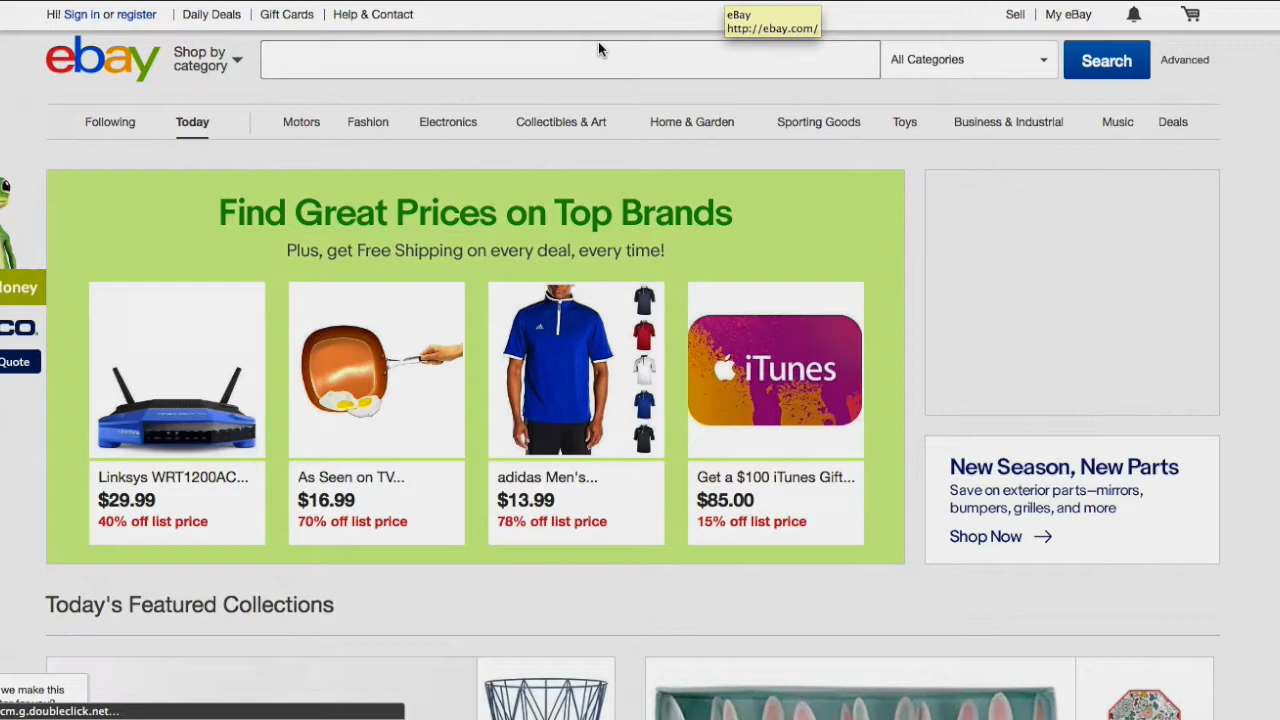 Hi! Sign in or register
Daily Deals
Gift Cards
Help & Contact
eBay
http://ebay.com/
Sell
My eBay
ebay
Shop by
category
All Categories
Search
Advanced
Following
Today
Motors
Fashion
Electronics
Collectibles & Art
Home & Garden
Sporting Goods
Toys
Business & Industrial
Music
Deals
Find Great Prices on Top Brands
Plus, get Free Shipping on every deal, every time!
iTunes
Linksys WRT1200AC...
$29.99
40% off list price
As Seen on TV...
$16.99
70% off list price
adidas Men's...
$13.99
78% off list price
Get a $100 iTunes Gift...
$85.00
15% off list price
Quote
New Season, New Parts
Save on exterior parts—mirrors,
bumpers, grilles, and more
Shop Now
Today's Featured Collections
we make this
cm.g.doubleclick.net...